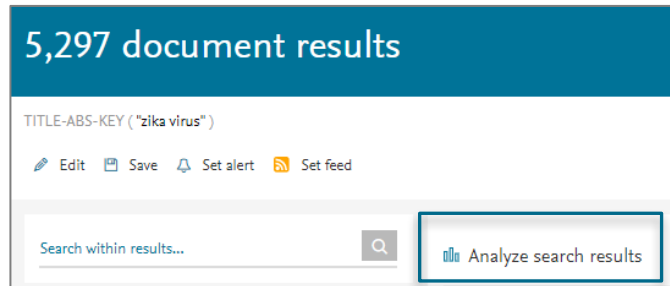 5,297 document results
TITLE-ABS-KEY ( "zika virus" )
Edit Save Set alert Set feed
Search within results...
Analyze search results